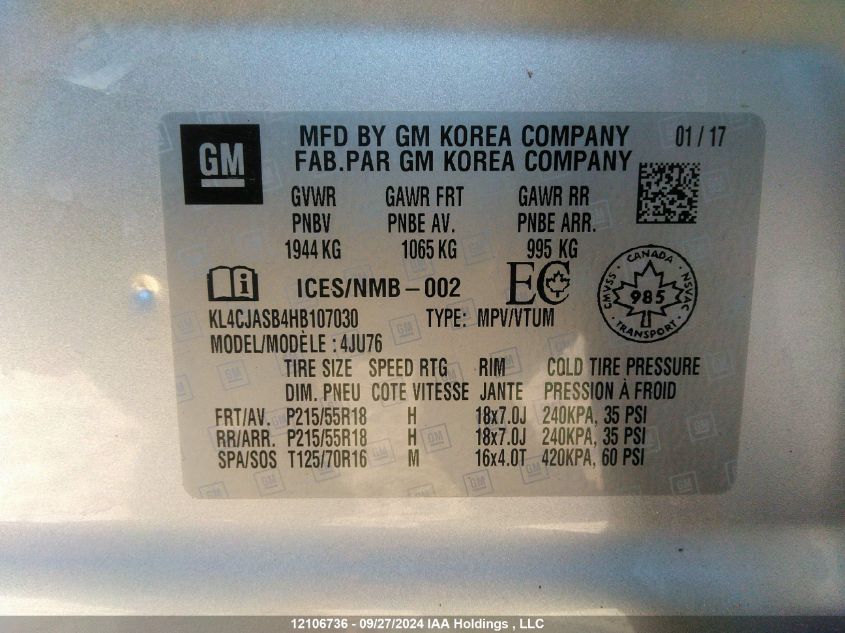 GM
MFD BY GM KOREA COMPANY 01 / 17
FAB.PAR GM KOREA COMPANY
GVWR GAWR FRT GAWR RR
PNBV PNBE AV. PNBE ARR.
1944 KG 1065 KG 995 KG
ICES/NMB-002 EC
CANADA CMVSS NSVAC 985 TRANSPORT
KL4CJASB4HB107030 TYPE: MPV/VTUM
MODEL/MODÈLE : 4JU76
TIRE SIZE SPEED RTG RIM COLD TIRE PRESSURE
DIM. PNEU COTE VITESSE JANTE PRESSION À FROID
FRT/AV. P215/55R18 H 18x7.0J 240KPA, 35 PSI
RR/ARR. P215/55R18 H 18x7.0J 240KPA, 35 PSI
SPA/SOS T125/70R16 M 16x4.0T 420KPA, 60 PSI
12106736 - 09/27/2024 IAA Holdings , LLC